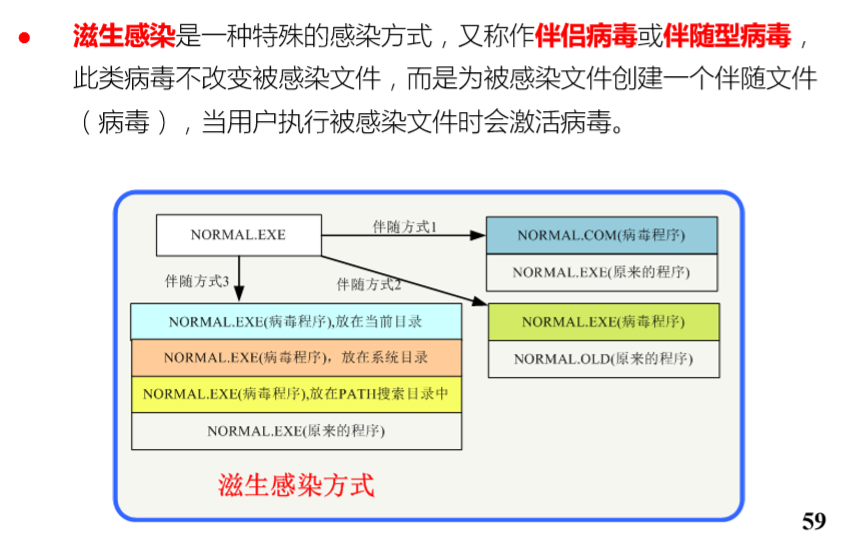 ● 滋生感染是一种特殊的感染方式，又称作伴侣病毒或伴随型病毒，
此类病毒不改变被感染文件，而是为被感染文件创建一个伴随文件
（病毒），当用户执行被感染文件时会激活病毒。
NORMAL.EXE
伴随方式1
NORMAL.COM(病毒程序)
NORMAL.EXE(原来的程序)
伴随方式3
伴随方式2
NORMAL.EXE(病毒程序),放在当前目录
NORMAL.EXE(病毒程序)，放在系统目录
NORMAL.EXE(病毒程序),放在PATH搜索目录中
NORMAL.EXE(原来的程序)
NORMAL.EXE(病毒程序)
NORMAL.OLD(原来的程序)
滋生感染方式
59